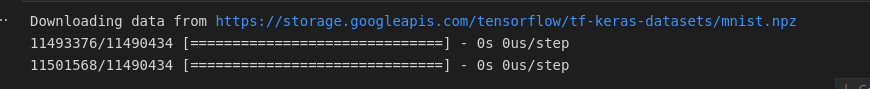 Downloading data from https://storage.googleapis.com/tensorflow/tf-keras-datasets/mnist.npz
11493376/11490434 [==============================] - 0s 0us/step
11501568/11490434 [==============================] - 0s 0us/step